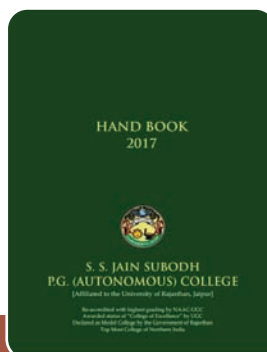 HAND BOOK
2017
S. S. JAIN SUBODH
P.G. (AUTONOMOUS) COLLEGE
[Affiliated to the University of Rajasthan, Jaipur]
Re-accredited with highest grading by NAAC-UGC
Awarded status of "College of Excellence" by UGC
Declared as Model College by the Government of Rajasthan
Top Most College of Northern India